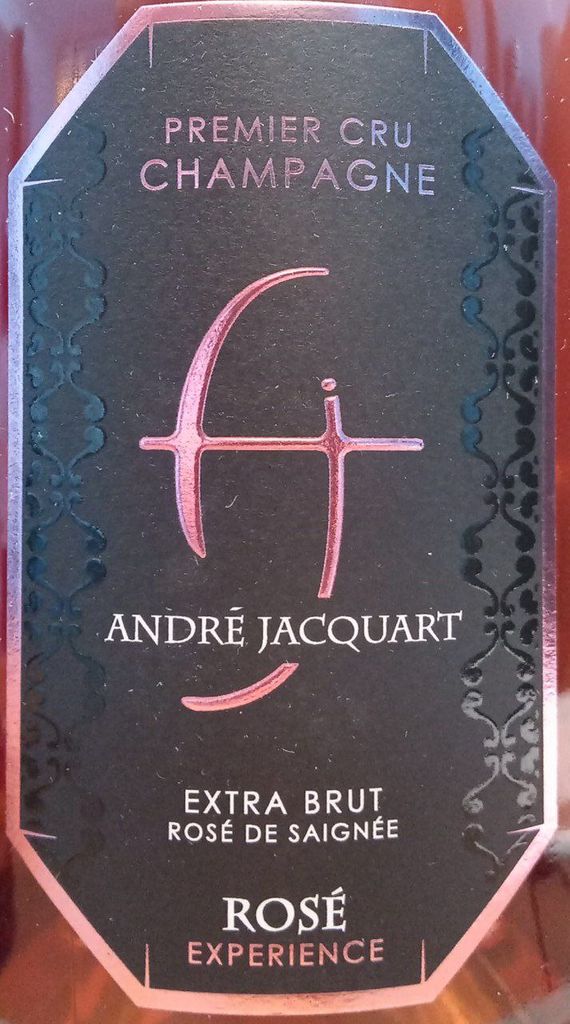 PREMIER CRU
CHAMPAGNE
AJ
ANDRÉ JACQUART
EXTRA BRUT
ROSÉ DE SAIGNÉE
ROSÉ
EXPERIENCE